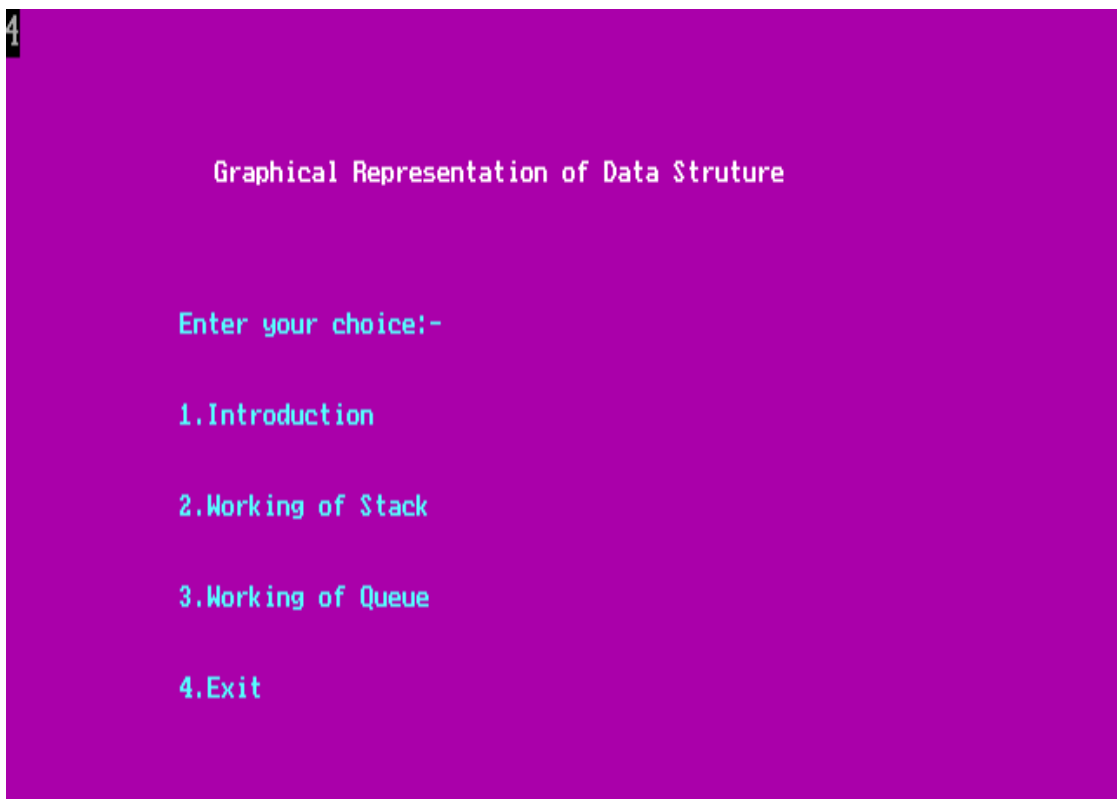 4
Graphical Representation of Data Struture
Enter your choice:-
1.Introduction
2.Working of Stack
3.Working of Queue
4.Exit